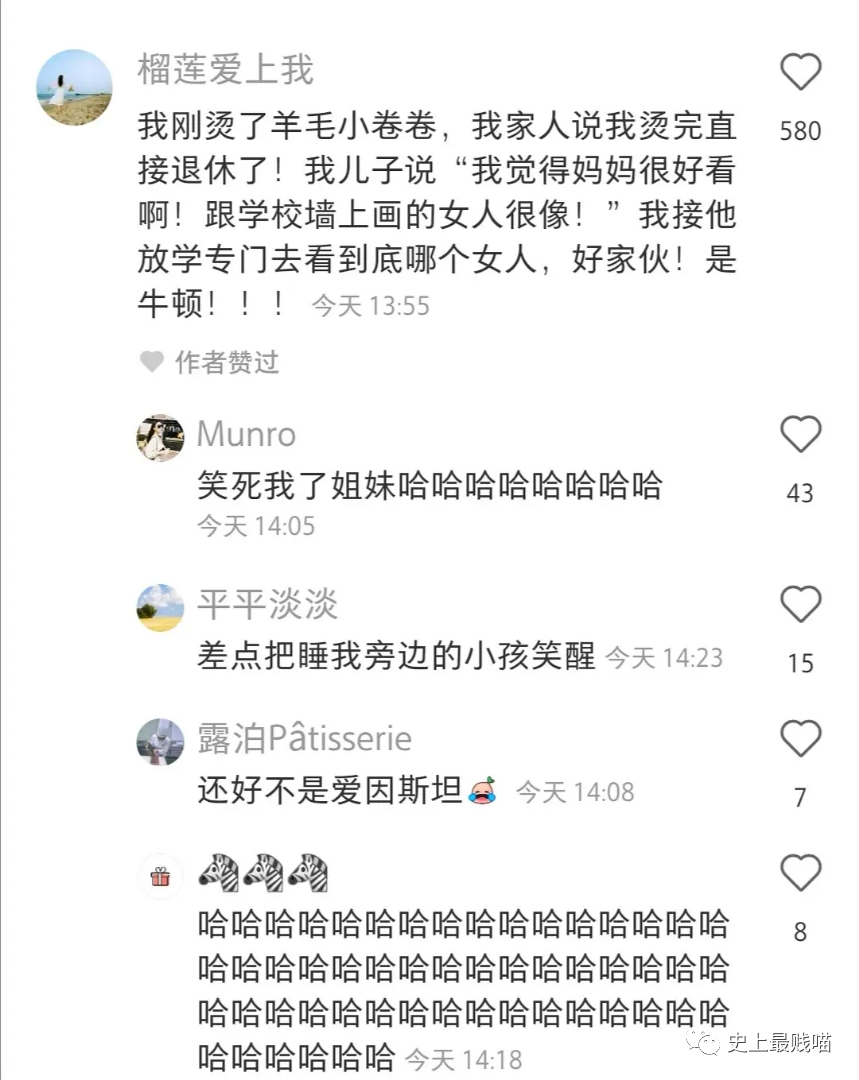 榴莲爱上我
580
我刚烫了羊毛小卷卷，我家人说我烫完直
接退休了！我儿子说“我觉得妈妈很好看
啊！跟学校墙上画的女人很像！”我接他
放学专门去看到底哪个女人，好家伙！是
牛顿！！！ 今天 13:55
作者赞过
Munro
笑死我了姐妹哈哈哈哈哈哈哈哈
43
今天 14:05
平平淡淡
差点把睡我旁边的小孩笑醒 今天 14:23
15
露泊Pâtisserie
还好不是爱因斯坦 今天 14:08
7
🦓🦓🦓
哈哈哈哈哈哈哈哈哈哈哈哈哈哈哈哈
8
哈哈哈哈哈哈哈哈哈哈哈哈哈哈哈哈
哈哈哈哈哈哈哈哈哈哈哈哈哈哈哈哈
哈哈哈哈哈哈 今天 14:18
史上最贱喵